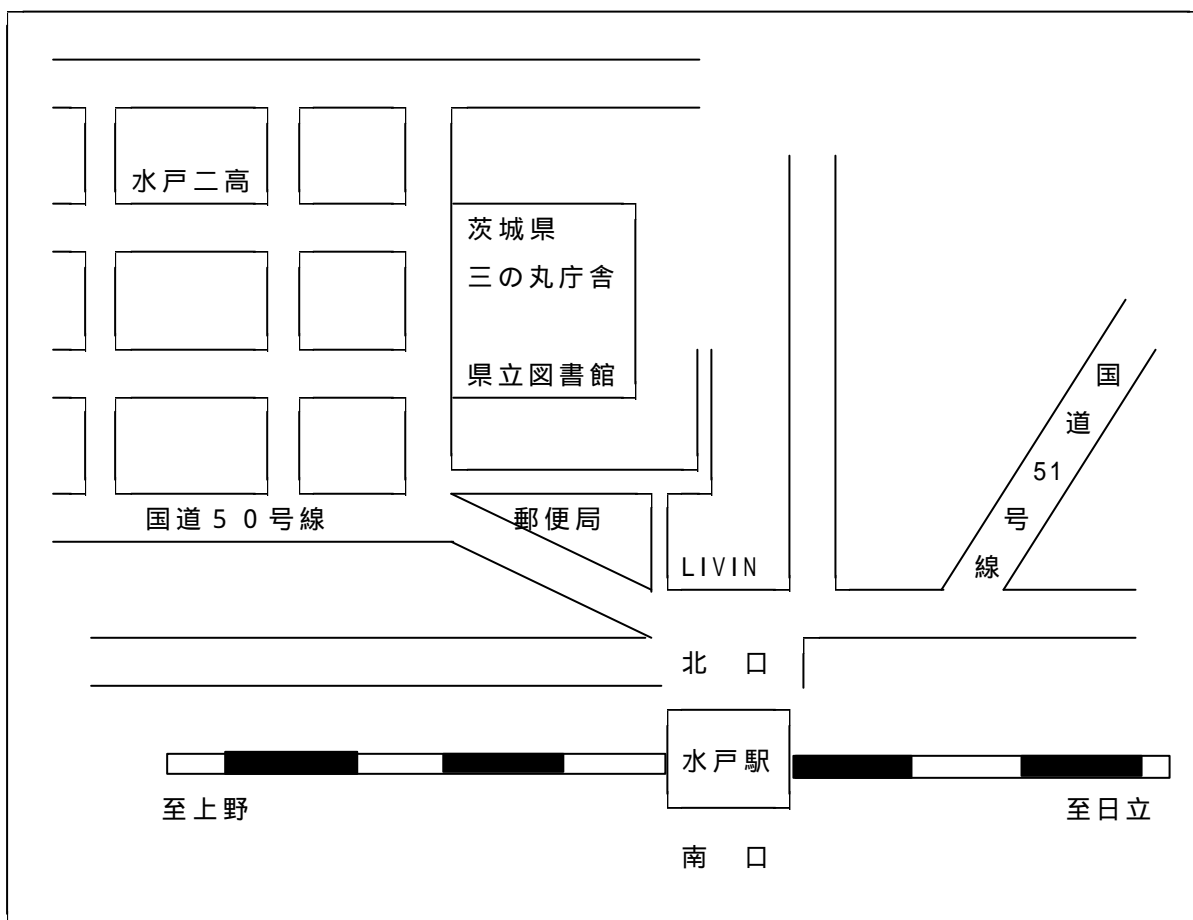 水戸二高
茨城県
三の丸庁舎
県立図書館
国道51号線
国道５０号線
郵便局
LIVIN
北　口
水戸駅
至上野
至日立
南　口